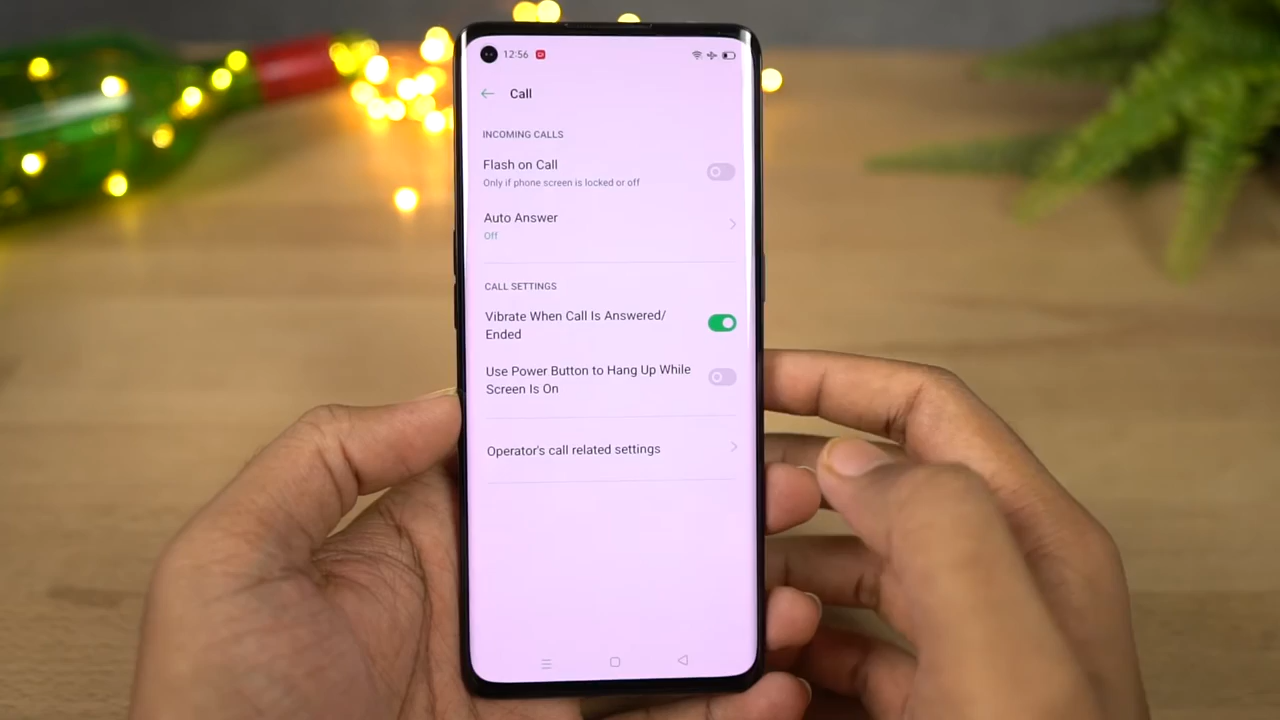 12:56
Call
INCOMING CALLS
Flash on Call
Only if phone screen is locked or off
Auto Answer
Off
CALL SETTINGS
Vibrate When Call Is Answered/
Ended
Use Power Button to Hang Up While
Screen Is On
Operator's call related settings